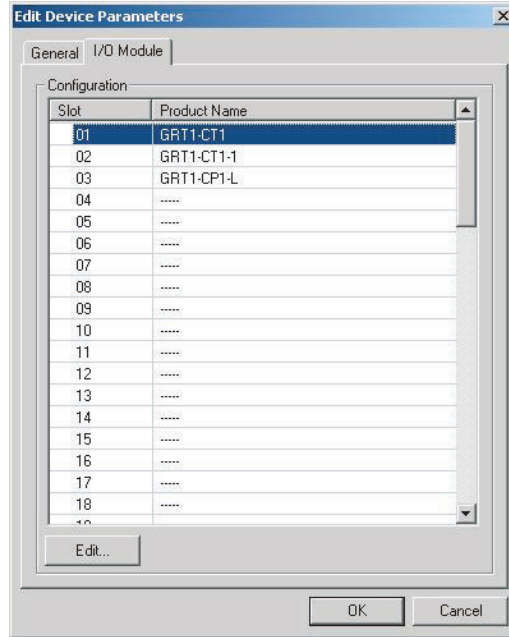 Edit Device Parameters
General I/O Module
Configuration
Slot Product Name
01 GRT1-CT1
02 GRT1-CT1-1
03 GRT1-CP1-L
04 -----
05 -----
06 -----
07 -----
08 -----
09 -----
10 -----
11 -----
12 -----
13 -----
14 -----
15 -----
16 -----
17 -----
18 -----
Edit...
OK Cancel